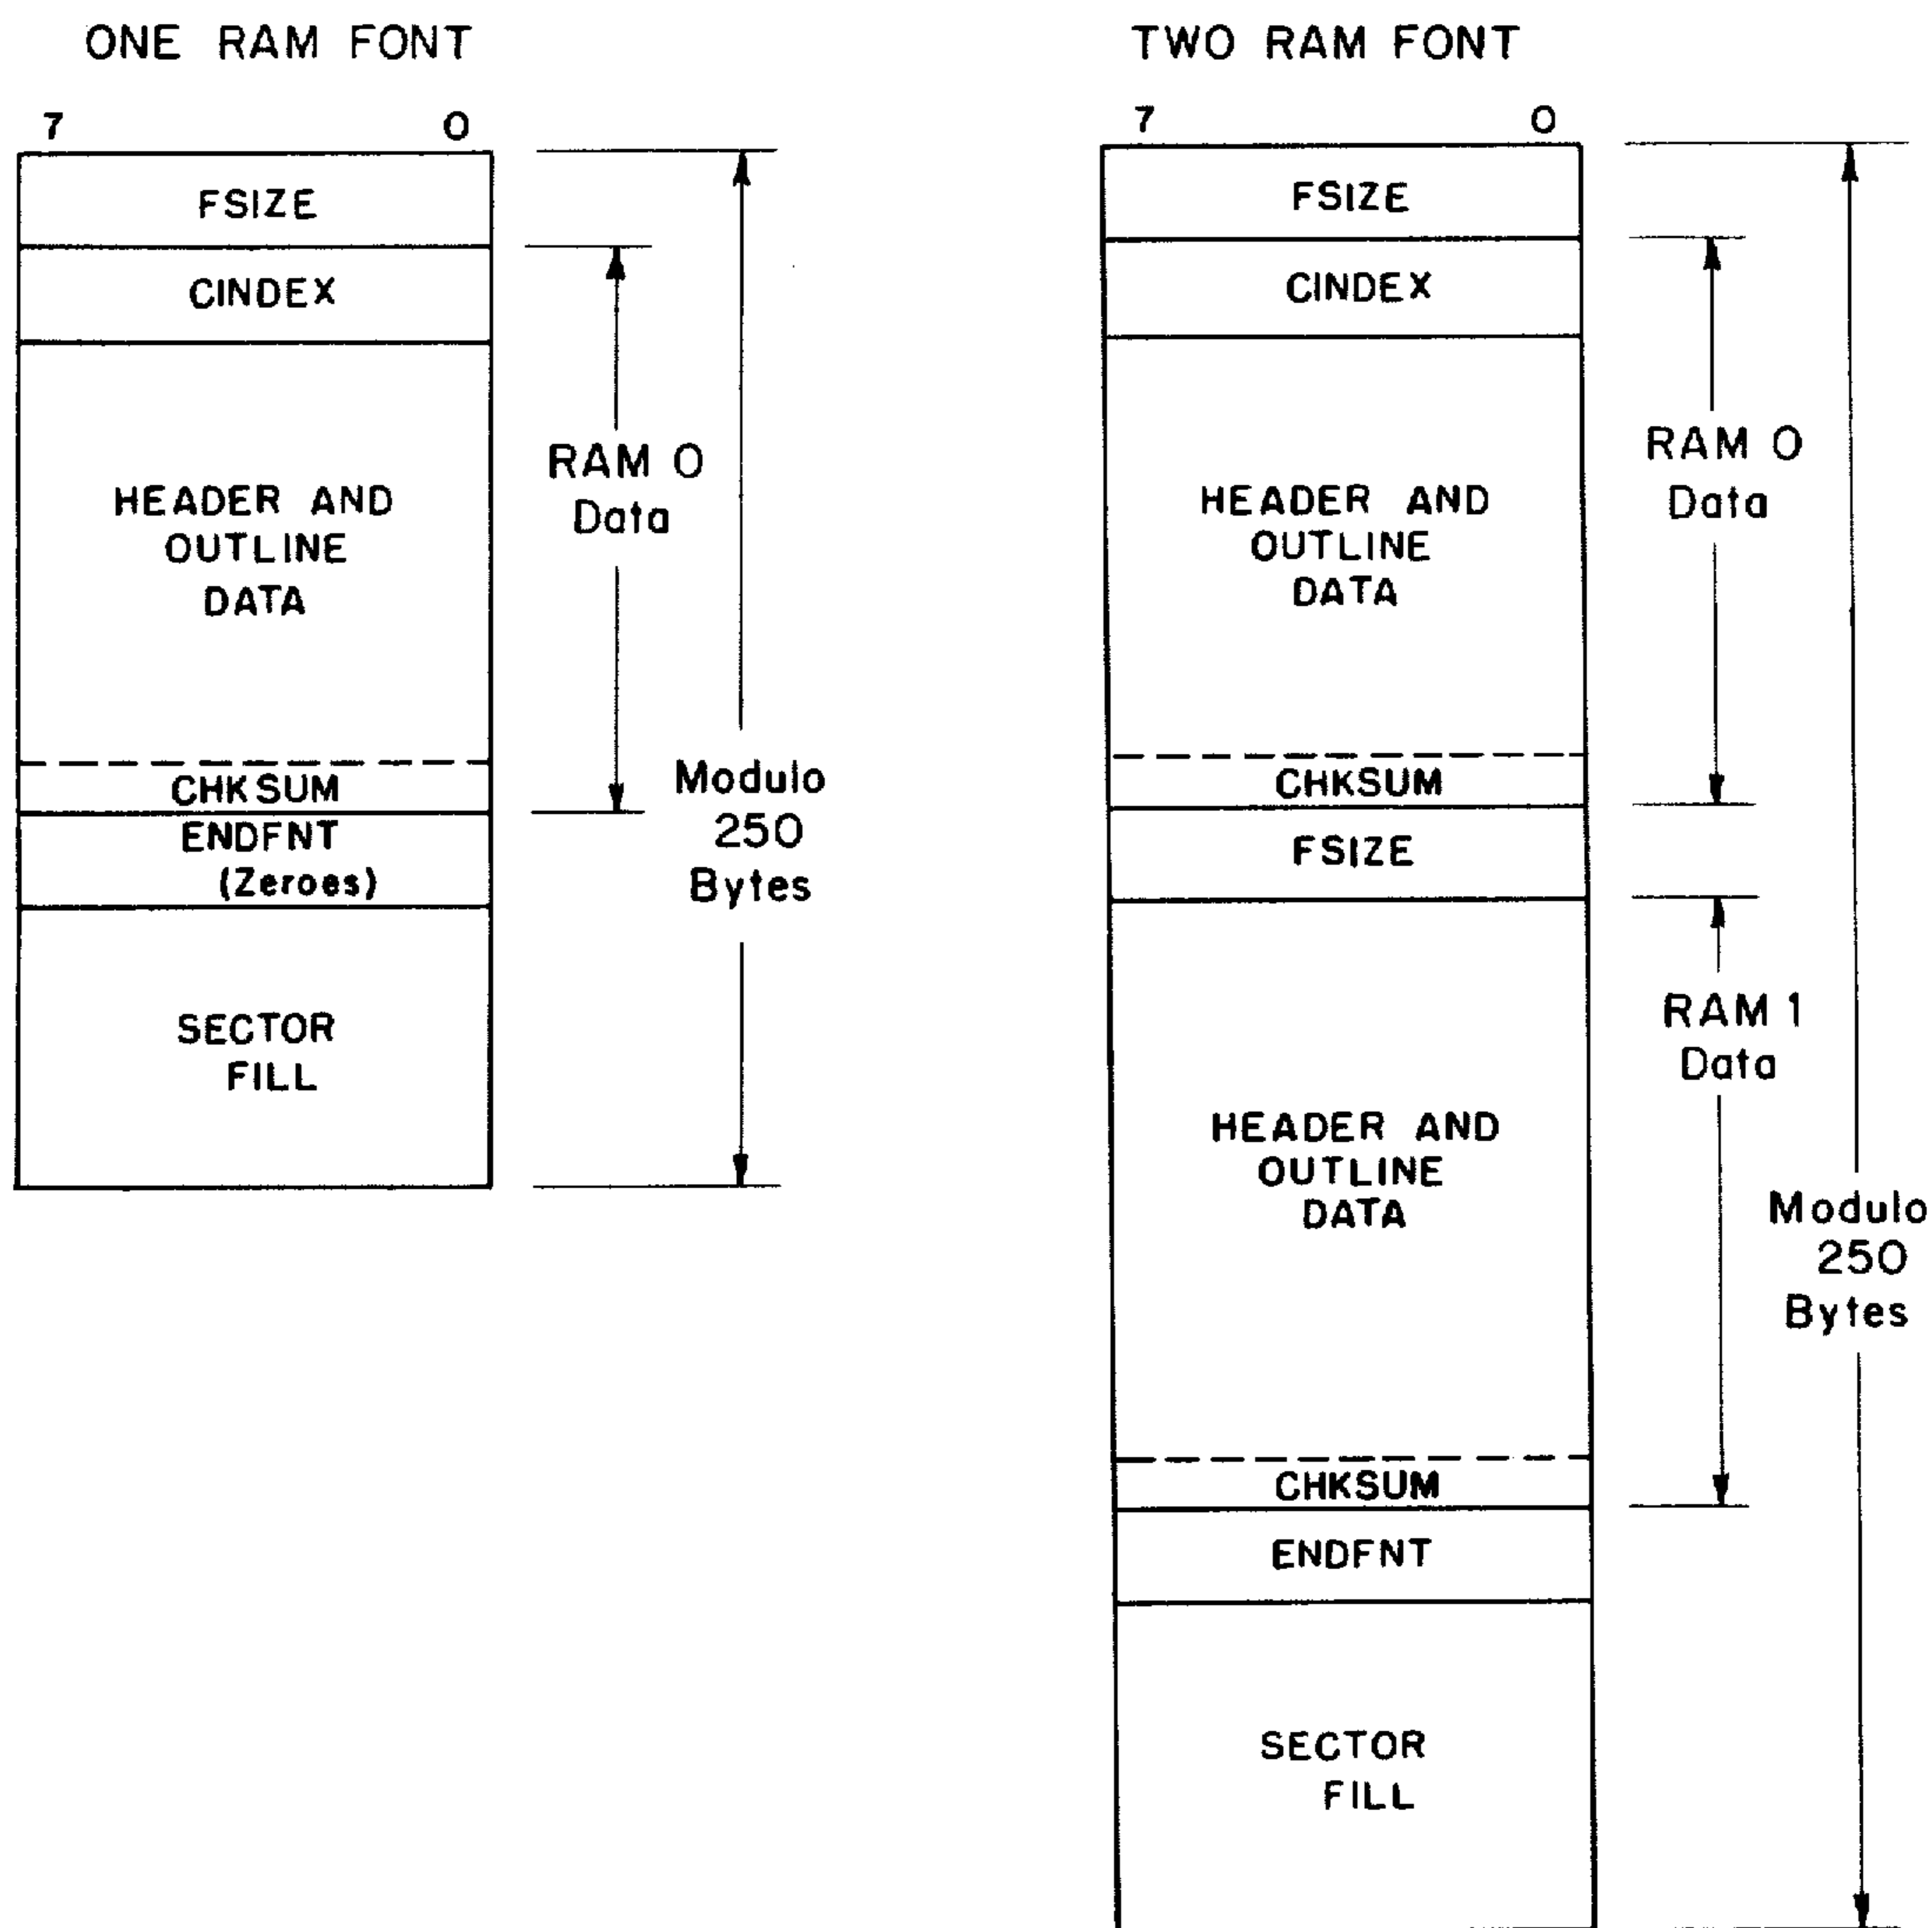 ONE RAM FONT
7 0
FSIZE
CINDEX
HEADER AND
OUTLINE
DATA
CHKSUM
ENDFNT
(Zeroes)
SECTOR
FILL
RAM 0
Data
Modulo
250
Bytes
TWO RAM FONT
7 0
FSIZE
CINDEX
HEADER AND
OUTLINE
DATA
CHKSUM
FSIZE
HEADER AND
OUTLINE
DATA
CHKSUM
ENDFNT
SECTOR
FILL
RAM 0
Data
RAM 1
Data
Modulo
250
Bytes